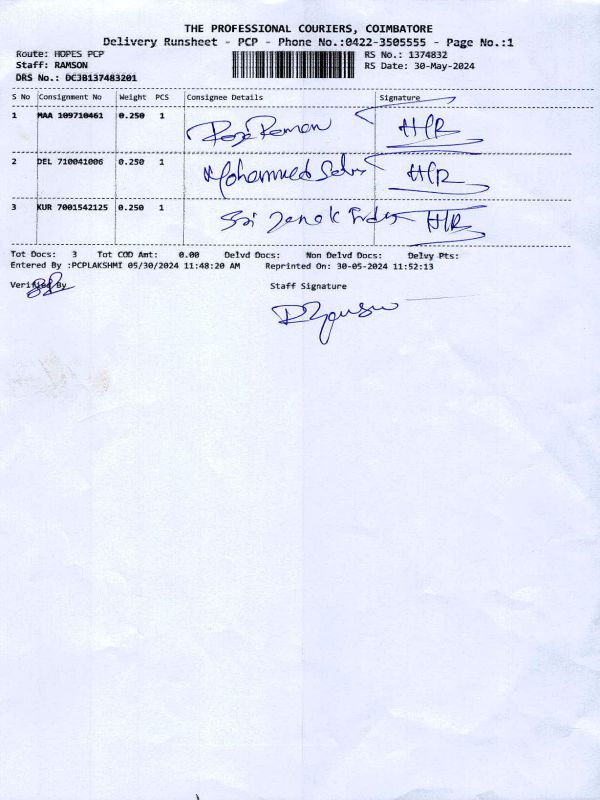 THE PROFESSIONAL COURIERS, COIMBATORE
Delivery Runsheet - PCP - Phone No.:0422-3505555 - Page No.:1
Route: HOPES PCP RS No.: 1374832
Staff: RAMSON RS Date: 30-May-2024
DRS No.: DCJB137483201
S No Consignment No Weight PCS Consignee Details Signature
1 MAA 109710461 0.250 1 Raman
2 DEL 710041006 0.250 1 Mohammed
3 KUR 7001542125 0.250 1 Sri
Tot Docs: 3 Tot COD Amt: 0.00 Delvd Docs: Non Delvd Docs: Delvy Pts:
Entered By :PCPLAKSHMI 05/30/2024 11:48:20 AM Reprinted On: 30-05-2024 11:52:13
Verified By Staff Signature